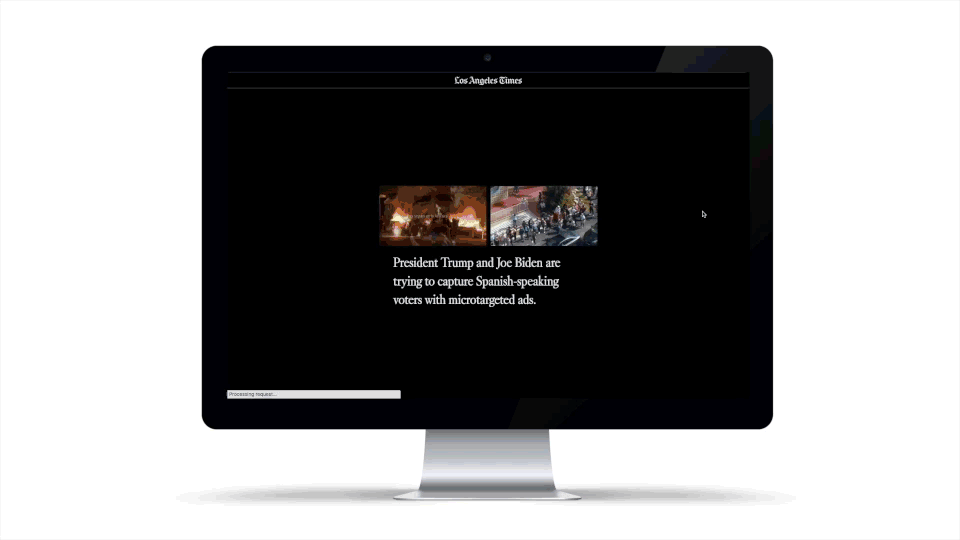 Los Angeles Times
President Trump and Joe Biden are
trying to capture Spanish-speaking
voters with microtargeted ads.
Processing request...